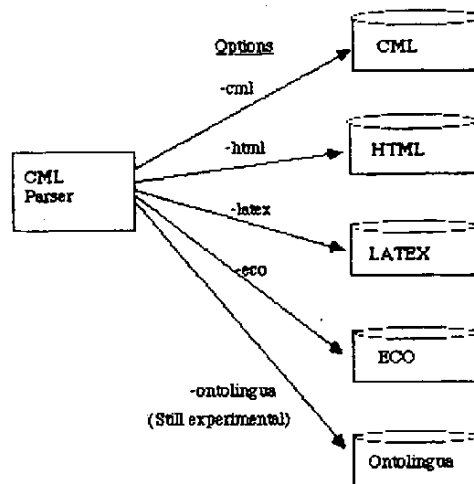 Options
CML
-cml
-html
HTML
CML
Parser
-latex
LATEX
-eco
ECO
-ontolingua
(Still experimental)
Ontolingua